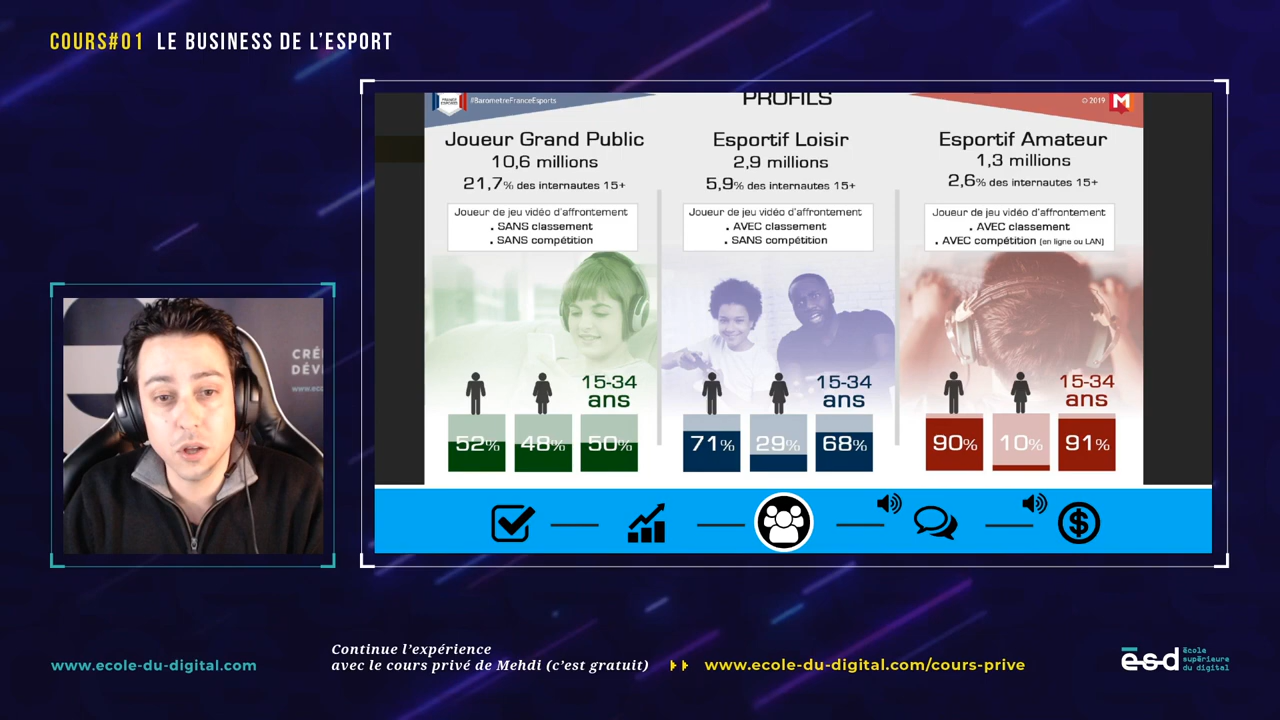 COURS#01 LE BUSINESS DE L'ESPORT
FRANCE ESPORTS
#BarometreFranceEsports
PROFILS
© 2019
M
Joueur Grand Public
10,6 millions
21,7% des internautes 15+
Joueur de jeu vidéo d'affrontement
. SANS classement
. SANS compétition
52%
48%
15-34
ans
50%
Esportif Loisir
2,9 millions
5,9% des internautes 15+
Joueur de jeu vidéo d'affrontement
. AVEC classement
. SANS compétition
71%
29%
15-34
ans
68%
Esportif Amateur
1,3 millions
2,6% des internautes 15+
Joueur de jeu vidéo d'affrontement
. AVEC classement
. AVEC compétition (en ligne ou LAN)
90%
10%
15-34
ans
91%
$
www.ecole-du-digital.com
Continue l'expérience
avec le cours privé de Mehdi (c'est gratuit)
www.ecole-du-digital.com/cours-prive
ēsd
école
supérieure
du digital